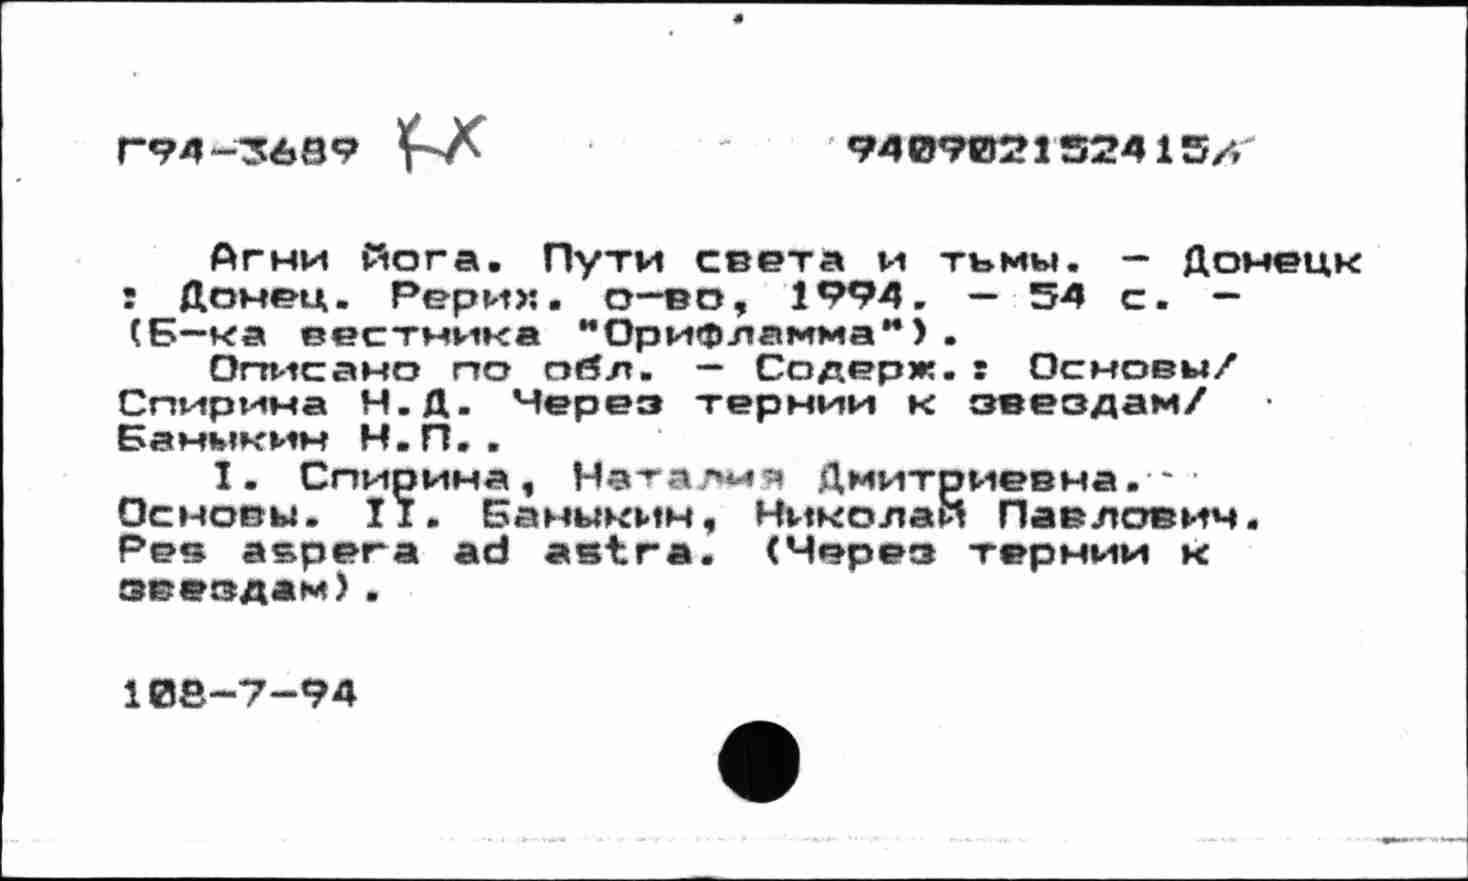 Г94-3689 КХ 940902152415
Агни йога. Пути света и тьмы. - Донецк
: Донец. Рерих. о-во, 1994. - 54 с. -
(Б-ка вестника "Орифламма").
Описано по обл. - Содерж.: Основы/
Спирина Н.Д. Через тернии к звездам/
Баныкин Н.П..
I. Спирина, Наталия Дмитриевна.
Основы. II. Баныкин, Николай Павлович.
Pes aspera ad astra. (Через тернии к
звездам).
108-7-94